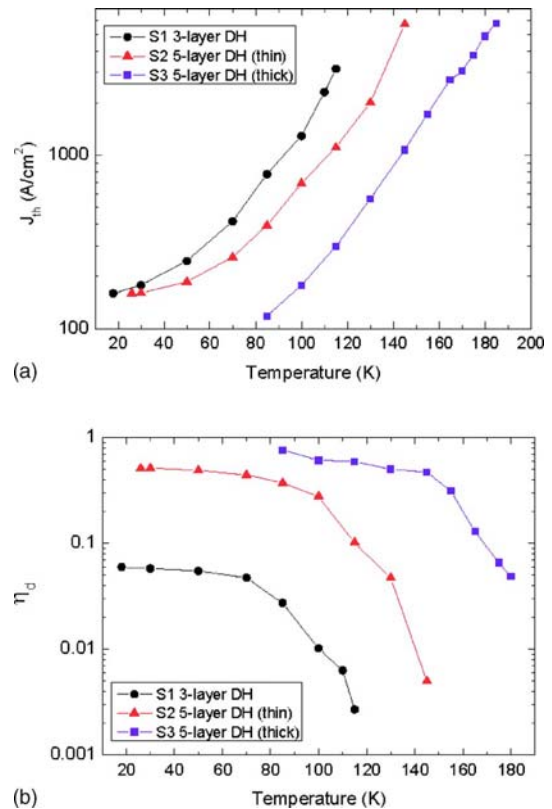 S1 3-layer DH
S2 5-layer DH (thin)
S3 5-layer DH (thick)
1000
100
J_th (A/cm²)
20 40 60 80 100 120 140 160 180 200
(a)
Temperature (K)
1
0.1
0.01
0.001
η_d
S1 3-layer DH
S2 5-layer DH (thin)
S3 5-layer DH (thick)
20 40 60 80 100 120 140 160 180
(b)
Temperature (K)